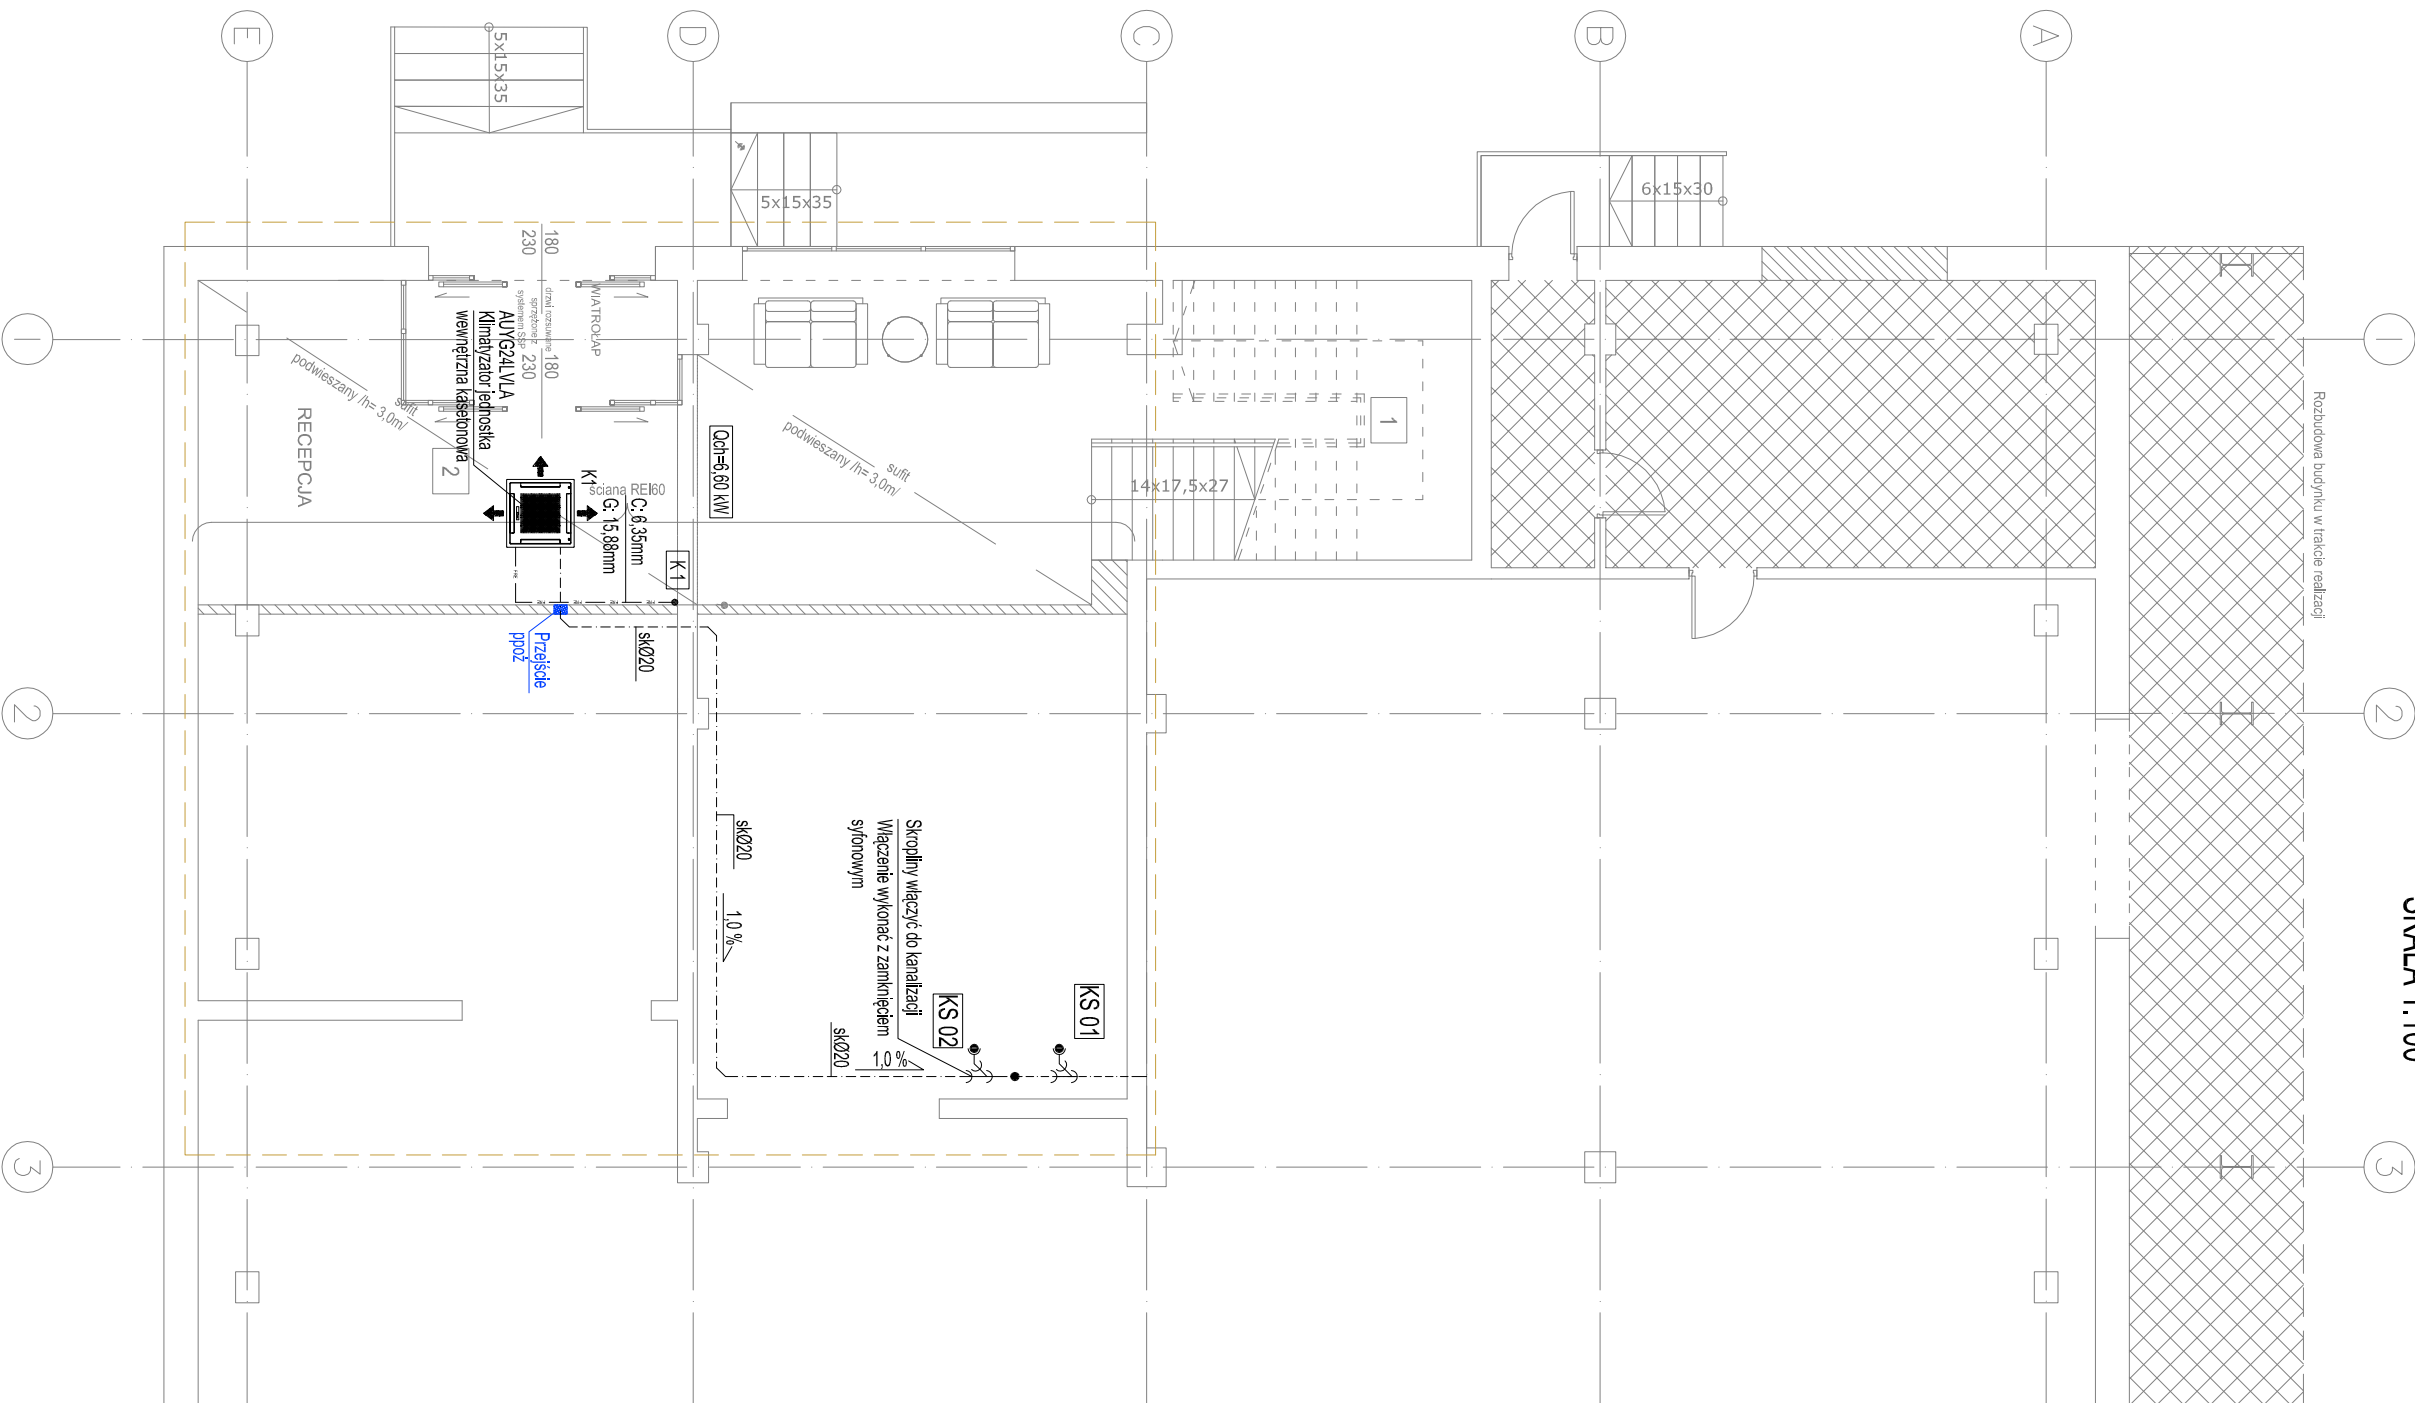 E
D
C
B
A
5x15x35
5x15x35
6x15x30
180
230
WIATROŁAP
drzwi rozsuwane
sprzężone z
systemem SSP
180
230
AUYG24LVLA
Klimatyzator jednostka
wewnętrzna kasetonowa
sufit
podwieszany /h= 3,0m/
RECEPCJA
2
K1
ściana REI60
C: 6,35mm
G: 15,88mm
Qch=6,60 kW
K1
sufit
podwieszany /h= 3,0m/
1
14x17,5x27
Przejście
ppoż
skØ20
skØ20
1,0 %
Skropliny włączyć do kanalizacji
Włączenie wykonać z zamknięciem
syfonowym
KS 02
KS 01
skØ20
1,0 %
Rozbudowa budynku w trakcie realizacji
SKALA 1:100
1
2
3
1
2
3